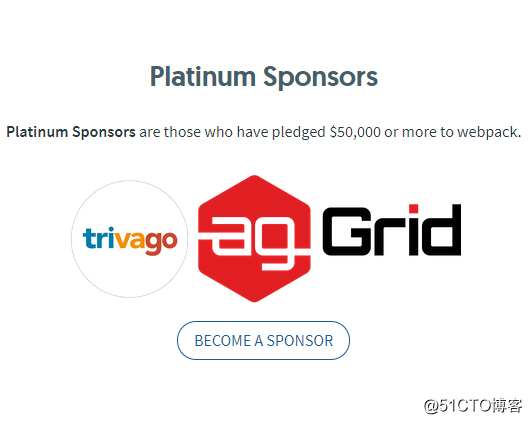 Platinum Sponsors
Platinum Sponsors are those who have pledged $50,000 or more to webpack.
trivago
ag Grid
BECOME A SPONSOR
@51CTO博客